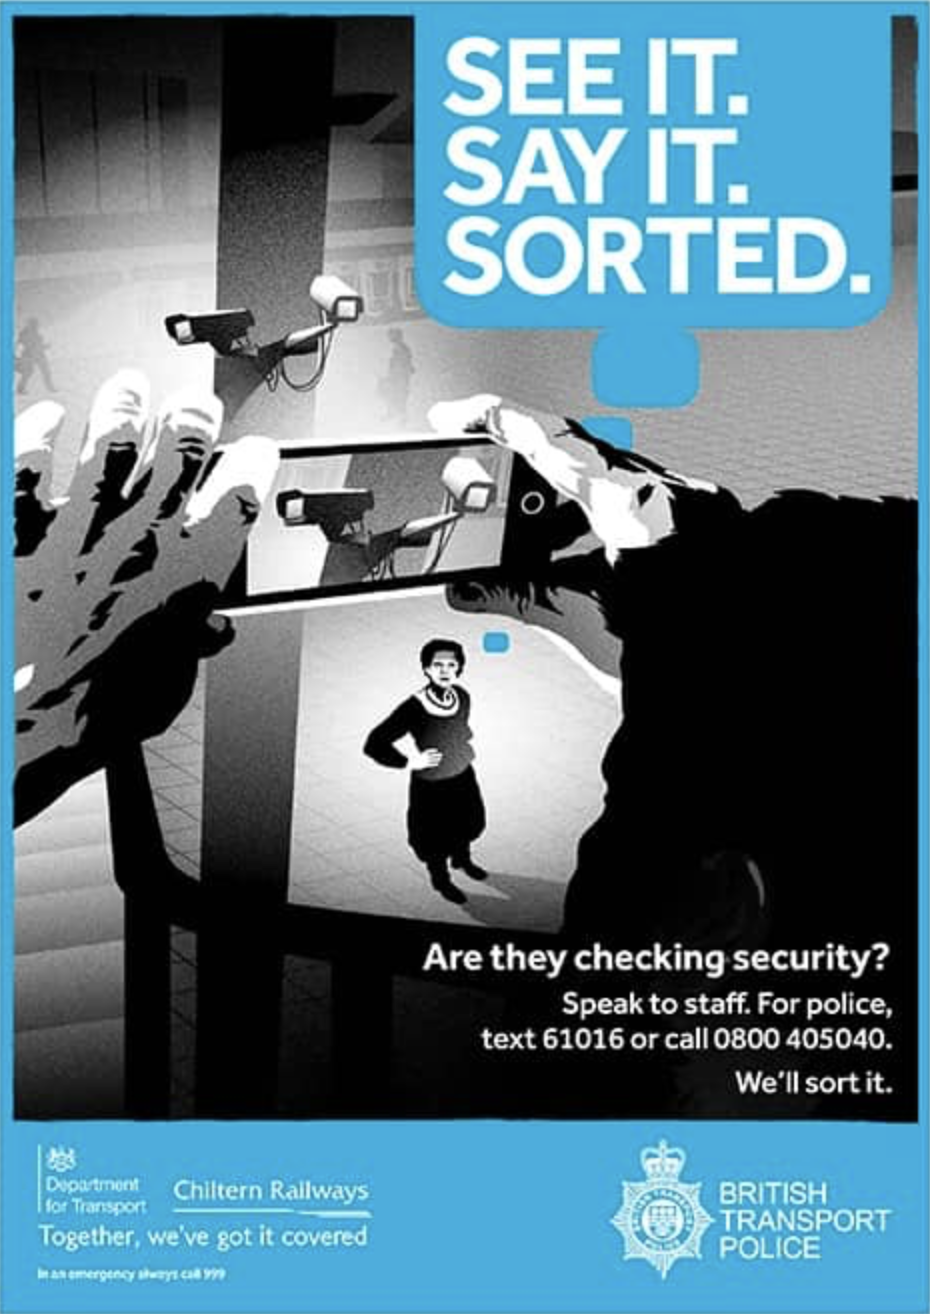 SEE IT.
SAY IT.
SORTED.
Are they checking security?
Speak to staff. For police,
text 61016 or call 0800 405040.
We'll sort it.
Department
for Transport
Chiltern Railways
Together, we've got it covered
In an emergency always call 999
BRITISH
TRANSPORT
POLICE